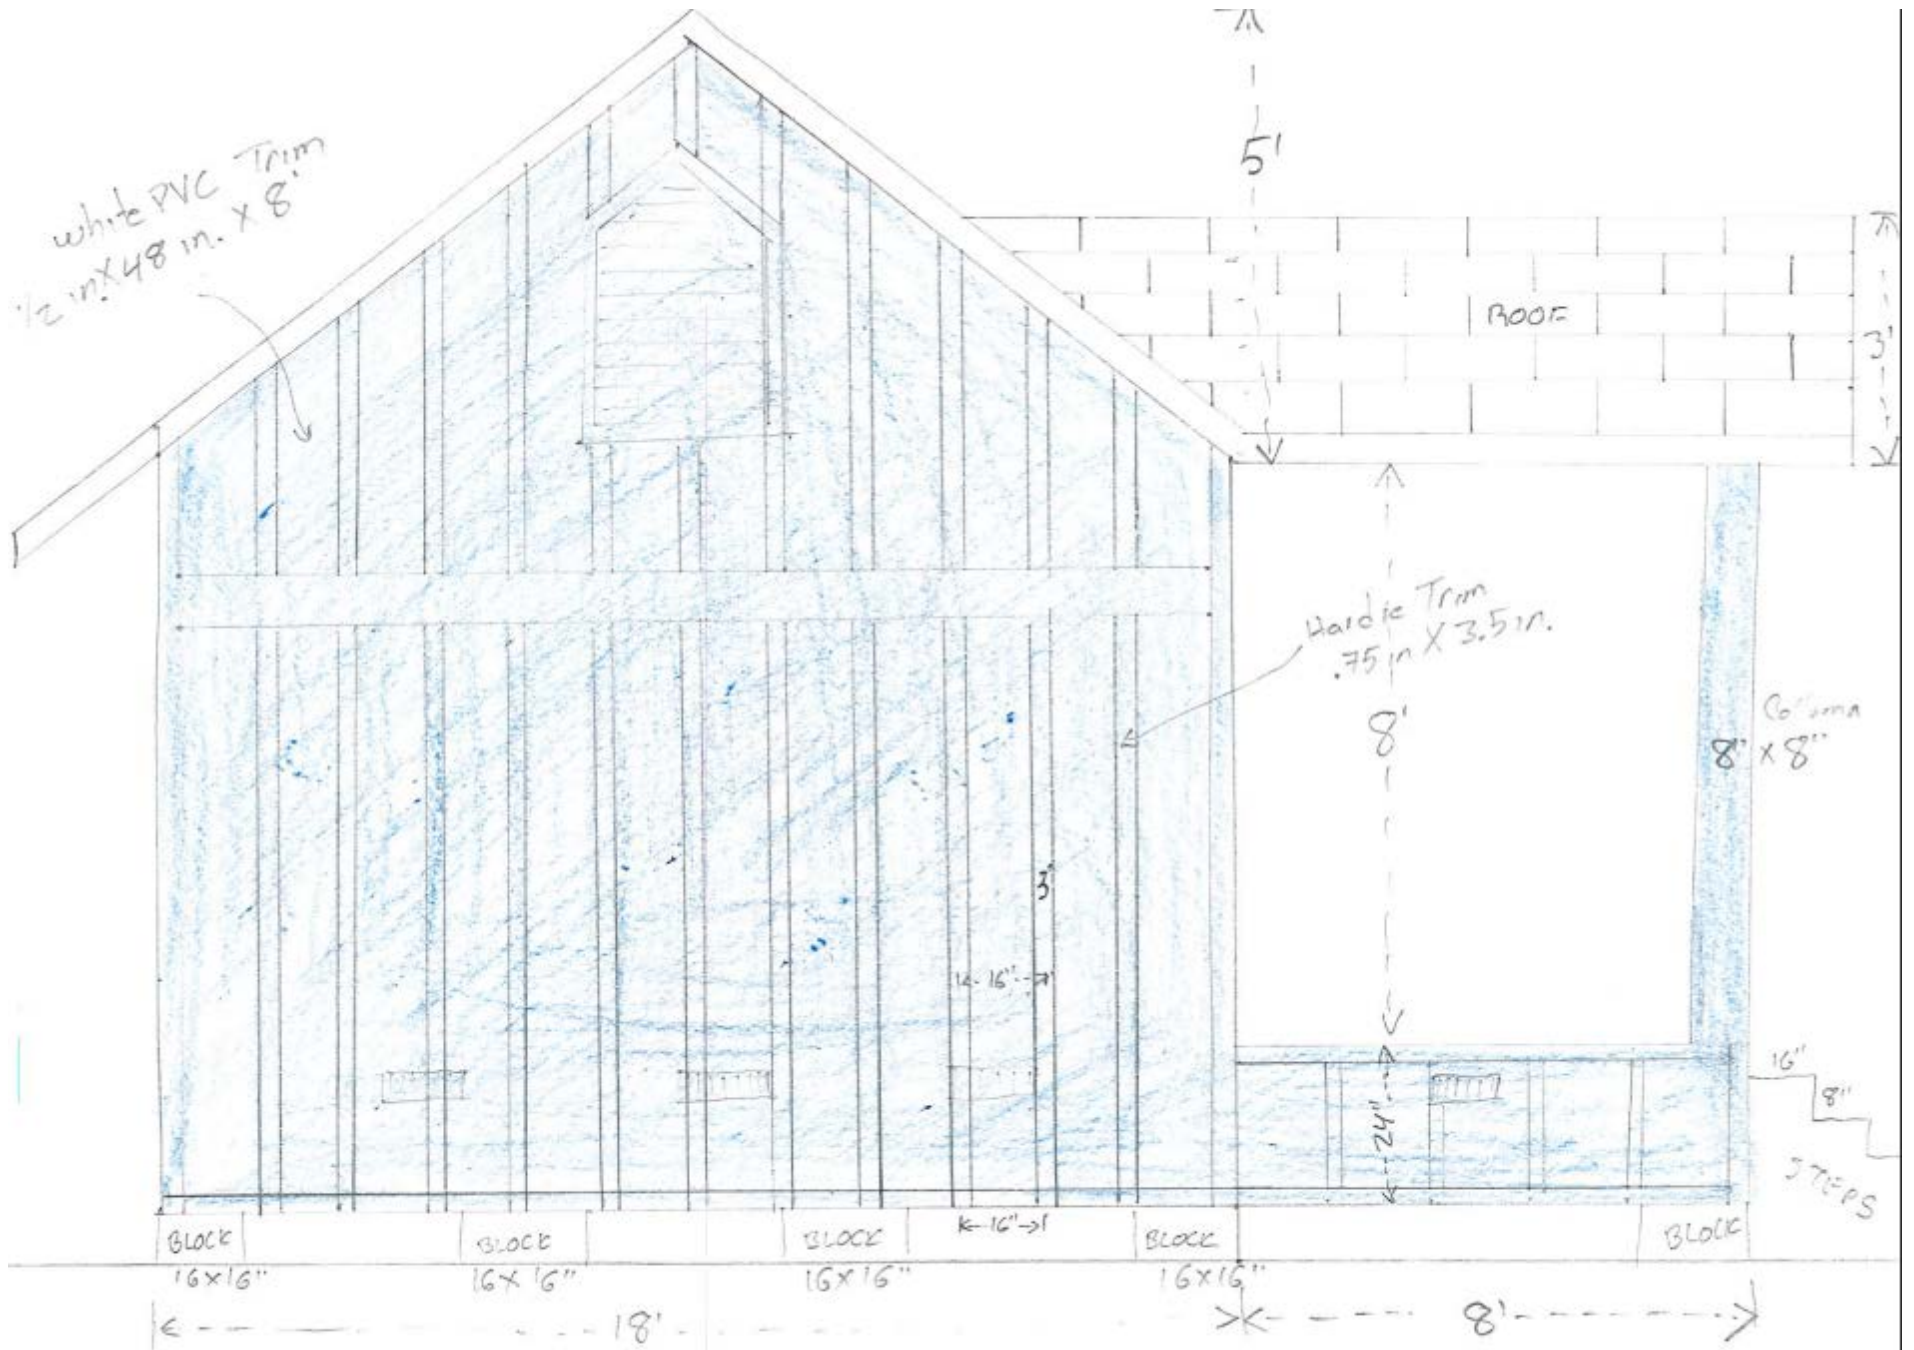 5'
white PVC Trim
1/2 in X 48 in. X 8'
ROOF
3'
Hardie Trim
.75 in X 3.5 in.
8'
Column
8" X 8"
3'
16"
16"
8"
24"
STEPS
16"
BLOCK
BLOCK
BLOCK
BLOCK
BLOCK
16X16"
16X16"
16X16"
16X16"
18'
8'